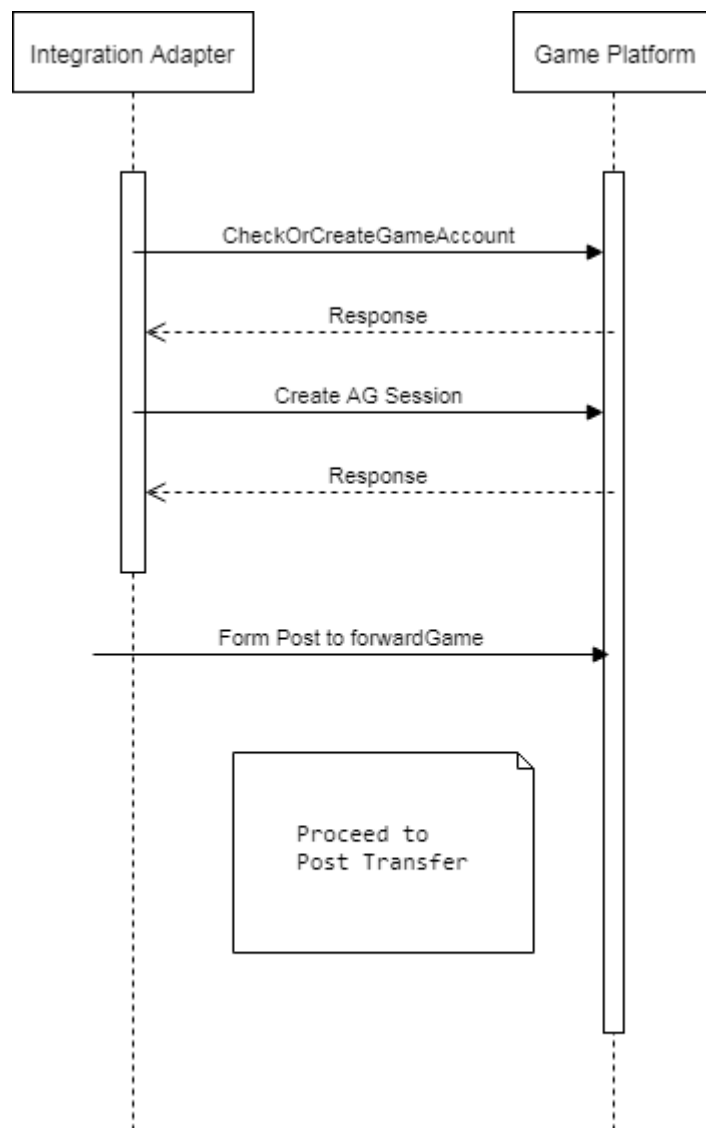 Integration Adapter
Game Platform
CheckOrCreateGameAccount
Response
Create AG Session
Response
Form Post to forwardGame
Proceed to
Post Transfer